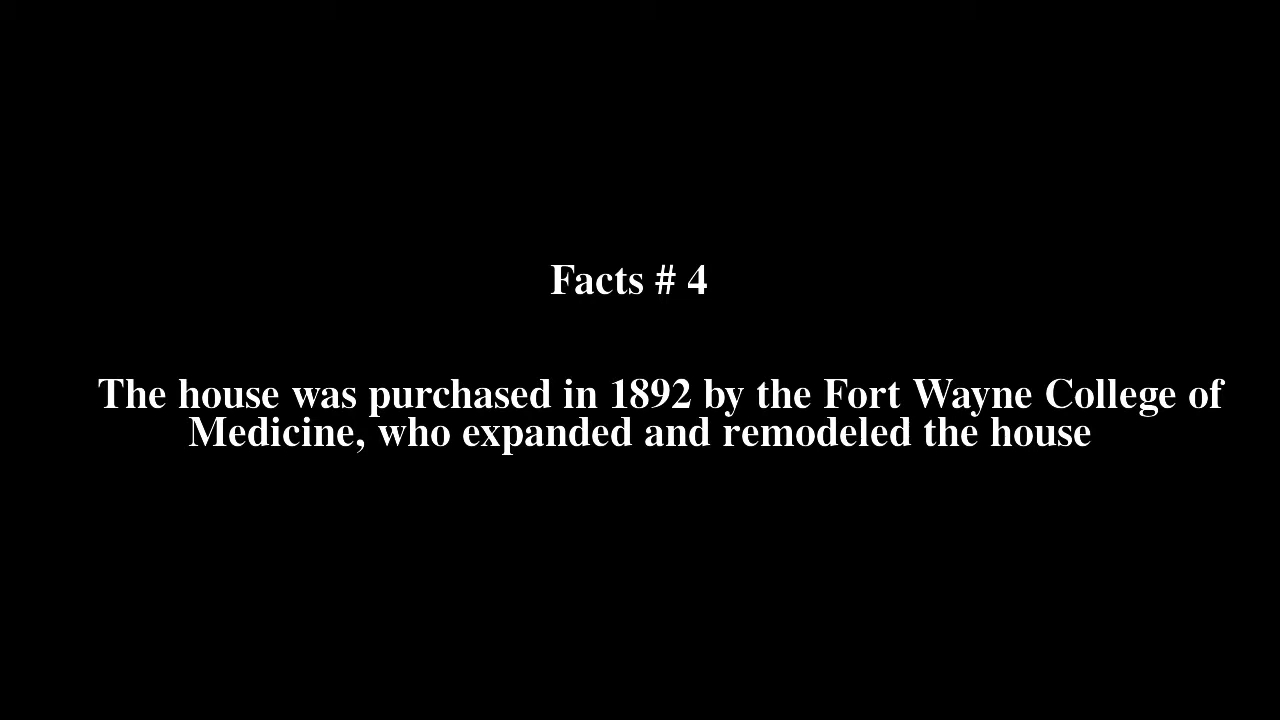 Facts # 4
The house was purchased in 1892 by the Fort Wayne College of
Medicine, who expanded and remodeled the house